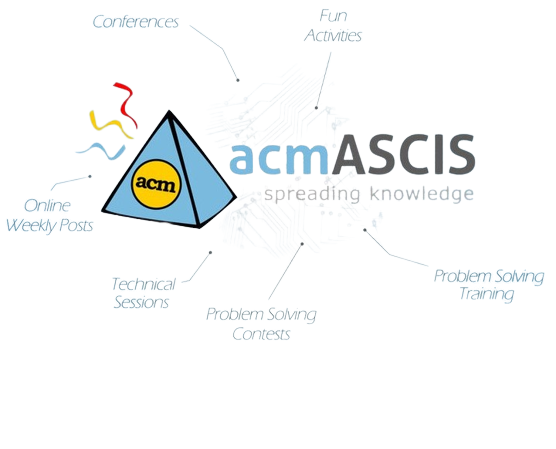 Conferences
Fun
Activities
acmASCIS
spreading knowledge
acm
Online
Weekly Posts
Technical
Sessions
Problem Solving
Contests
Problem Solving
Training